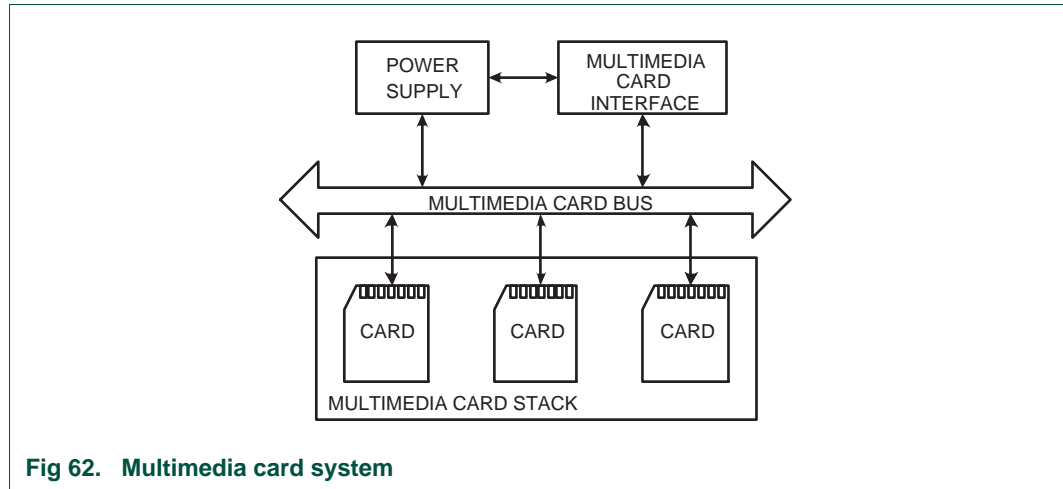 POWER
SUPPLY
MULTIMEDIA
CARD
INTERFACE
MULTIMEDIA CARD BUS
CARD
CARD
CARD
MULTIMEDIA CARD STACK
Fig 62. Multimedia card system